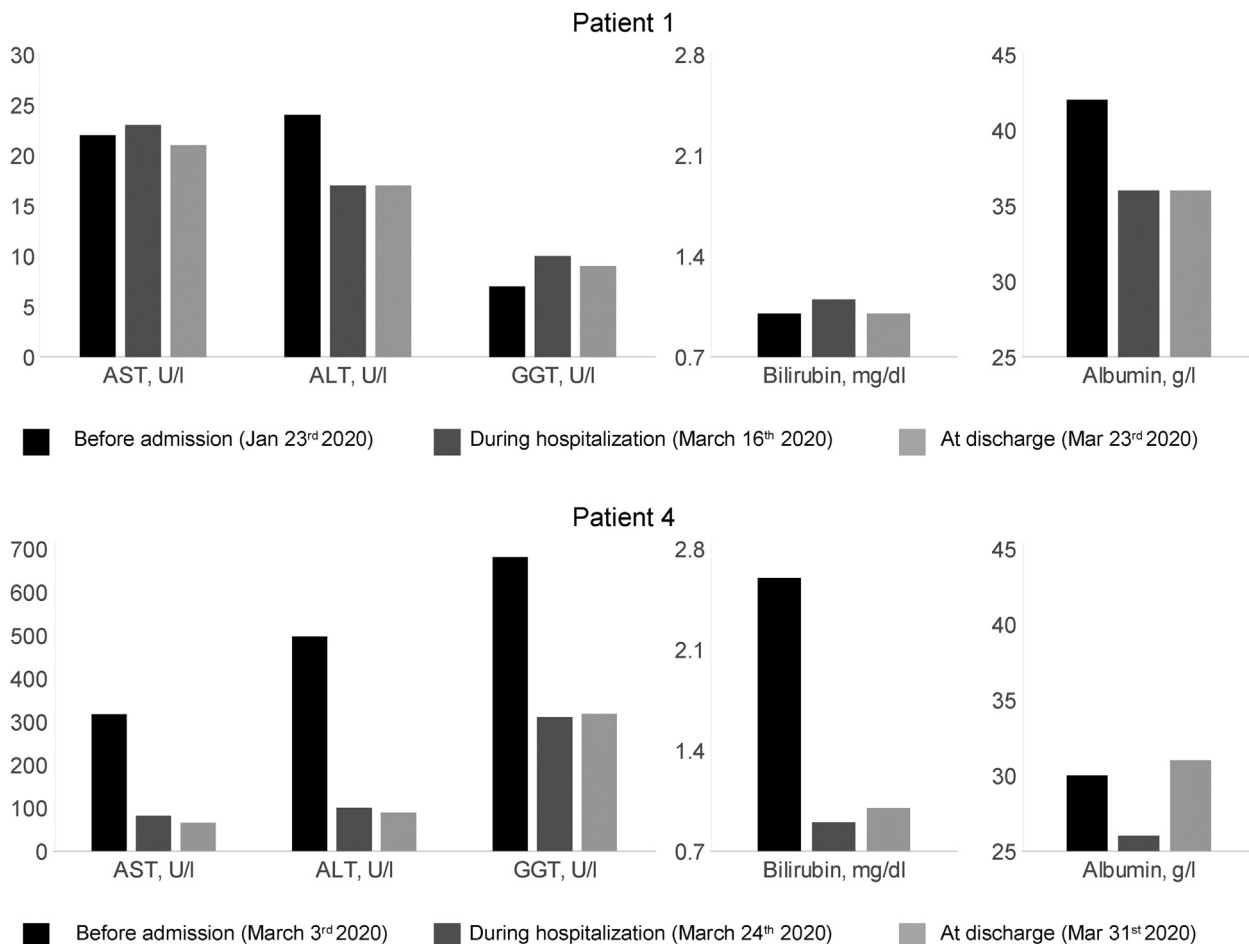 Patient 1
30
25
20
15
10
5
0
AST, U/l
ALT, U/l
GGT, U/l
2.8
2.1
1.4
0.7
Bilirubin, mg/dl
45
40
35
30
25
Albumin, g/l
Before admission (Jan 23rd 2020)
During hospitalization (March 16th 2020)
At discharge (Mar 23rd 2020)
Patient 4
700
600
500
400
300
200
100
0
AST, U/l
ALT, U/l
GGT, U/l
2.8
2.1
1.4
0.7
Bilirubin, mg/dl
45
40
35
30
25
Albumin, g/l
Before admission (March 3rd 2020)
During hospitalization (March 24th 2020)
At discharge (Mar 31st 2020)